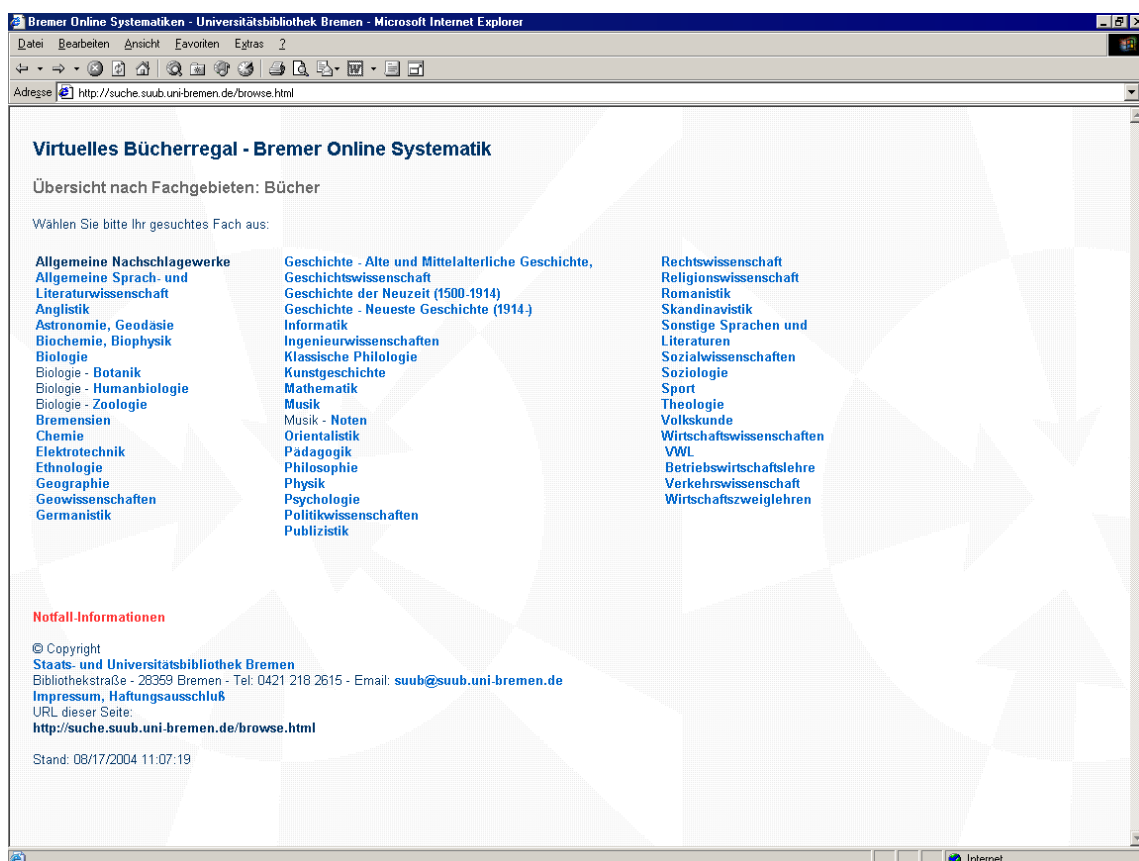 Bremer Online Systematiken - Universitätsbibliothek Bremen - Microsoft Internet Explorer
Datei Bearbeiten Ansicht Favoriten Extras ?
Adresse http://suche.suub.uni-bremen.de/browse.html
Virtuelles Bücherregal - Bremer Online Systematik
Übersicht nach Fachgebieten: Bücher
Wählen Sie bitte Ihr gesuchtes Fach aus:
Allgemeine Nachschlagewerke
Allgemeine Sprach- und
Literaturwissenschaft
Anglistik
Astronomie, Geodäsie
Biochemie, Biophysik
Biologie
Biologie - Botanik
Biologie - Humanbiologie
Biologie - Zoologie
Bremensien
Chemie
Elektrotechnik
Ethnologie
Geographie
Geowissenschaften
Germanistik
Geschichte - Alte und Mittelalterliche Geschichte,
Geschichtswissenschaft
Geschichte der Neuzeit (1500-1914)
Geschichte - Neueste Geschichte (1914-)
Informatik
Ingenieurwissenschaften
Klassische Philologie
Kunstgeschichte
Mathematik
Musik
Musik - Noten
Orientalistik
Pädagogik
Philosophie
Physik
Psychologie
Politikwissenschaften
Publizistik
Rechtswissenschaft
Religionswissenschaft
Romanistik
Skandinavistik
Sonstige Sprachen und
Literaturen
Sozialwissenschaften
Soziologie
Sport
Theologie
Volkskunde
Wirtschaftswissenschaften
VWL
Betriebswirtschaftslehre
Verkehrswissenschaft
Wirtschaftszweiglehren
Notfall-Informationen
© Copyright
Staats- und Universitätsbibliothek Bremen
Bibliothekstraße - 28359 Bremen - Tel: 0421 218 2615 - Email: suub@suub.uni-bremen.de
Impressum, Haftungsausschluß
URL dieser Seite:
http://suche.suub.uni-bremen.de/browse.html
Stand: 08/17/2004 11:07:19
Internet